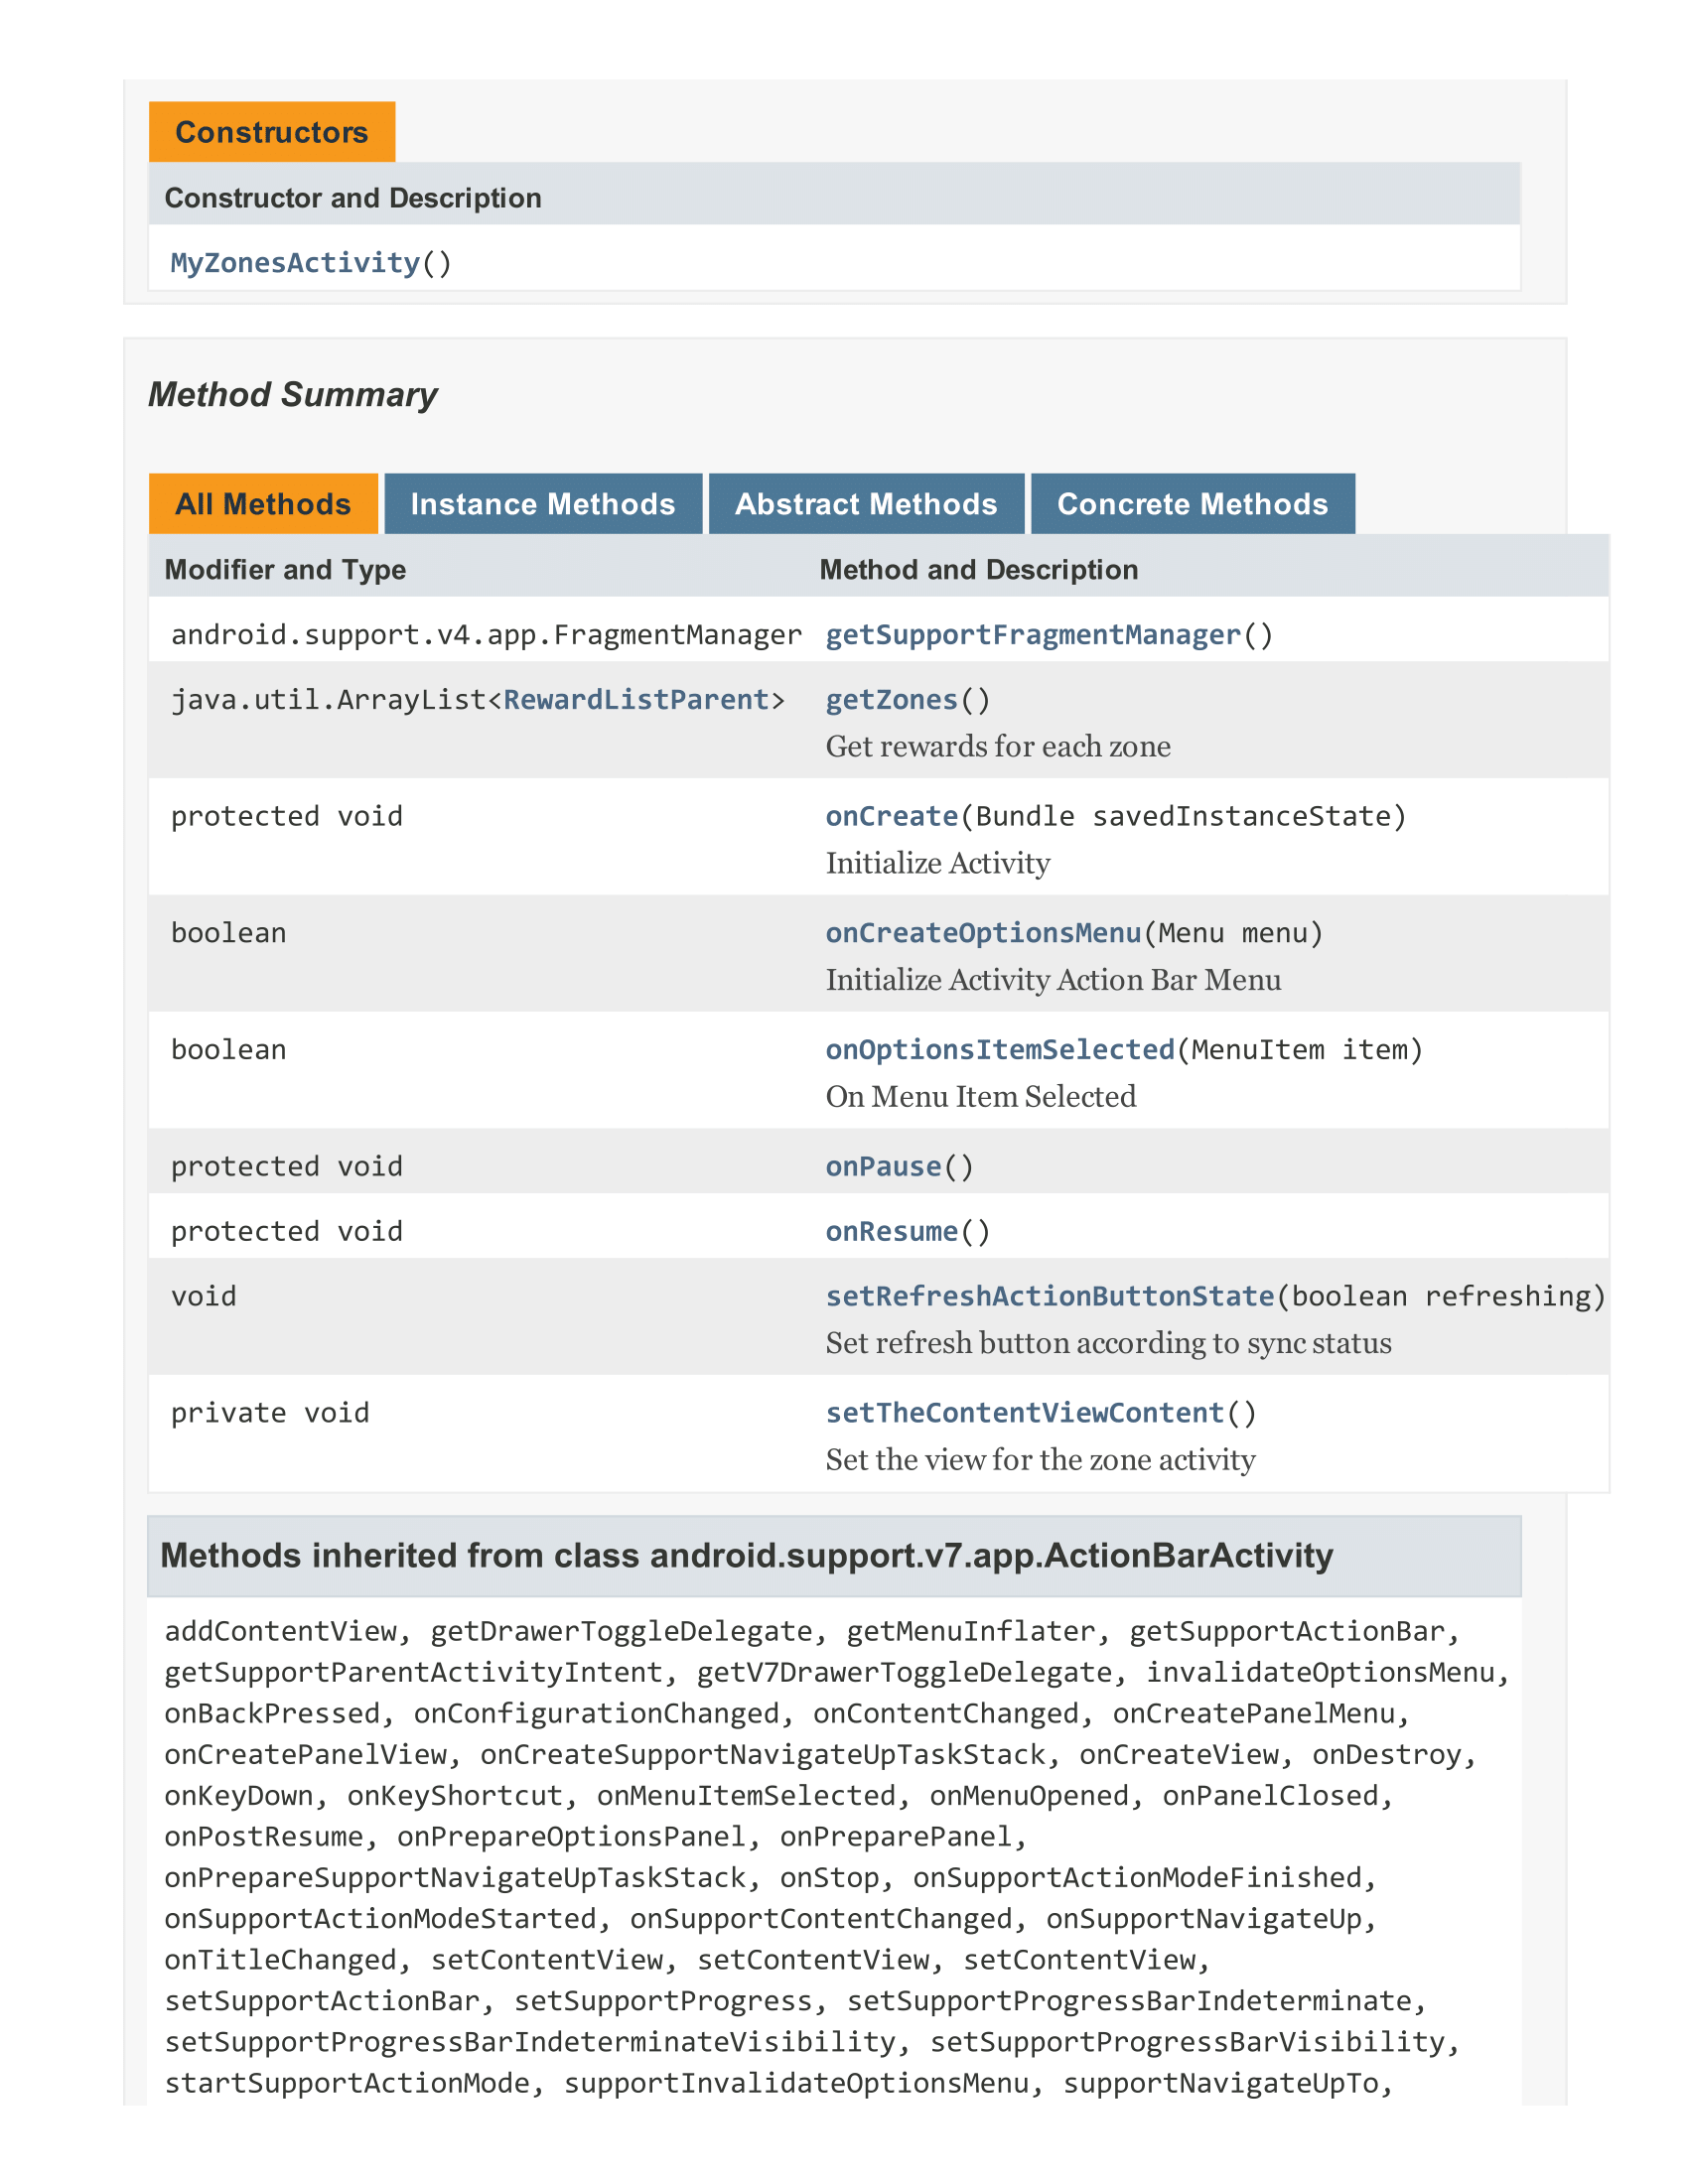 Constructors
Constructor and Description
MyZonesActivity()
Method Summary
All Methods Instance Methods Abstract Methods Concrete Methods
Modifier and Type Method and Description
android.support.v4.app.FragmentManager getSupportFragmentManager()
java.util.ArrayList<RewardListParent> getZones()
Get rewards for each zone
protected void onCreate(Bundle savedInstanceState)
Initialize Activity
boolean onCreateOptionsMenu(Menu menu)
Initialize Activity Action Bar Menu
boolean onOptionsItemSelected(MenuItem item)
On Menu Item Selected
protected void onPause()
protected void onResume()
void setRefreshActionButtonState(boolean refreshing)
Set refresh button according to sync status
private void setTheContentViewContent()
Set the view for the zone activity
Methods inherited from class android.support.v7.app.ActionBarActivity
addContentView, getDrawerToggleDelegate, getMenuInflater, getSupportActionBar,
getSupportParentActivityIntent, getV7DrawerToggleDelegate, invalidateOptionsMenu,
onBackPressed, onConfigurationChanged, onContentChanged, onCreatePanelMenu,
onCreatePanelView, onCreateSupportNavigateUpTaskStack, onCreateView, onDestroy,
onKeyDown, onKeyShortcut, onMenuItemSelected, onMenuOpened, onPanelClosed,
onPostResume, onPrepareOptionsPanel, onPreparePanel,
onPrepareSupportNavigateUpTaskStack, onStop, onSupportActionModeFinished,
onSupportActionModeStarted, onSupportContentChanged, onSupportNavigateUp,
onTitleChanged, setContentView, setContentView, setContentView,
setSupportActionBar, setSupportProgress, setSupportProgressBarIndeterminate,
setSupportProgressBarIndeterminateVisibility, setSupportProgressBarVisibility,
startSupportActionMode, supportInvalidateOptionsMenu, supportNavigateUpTo,